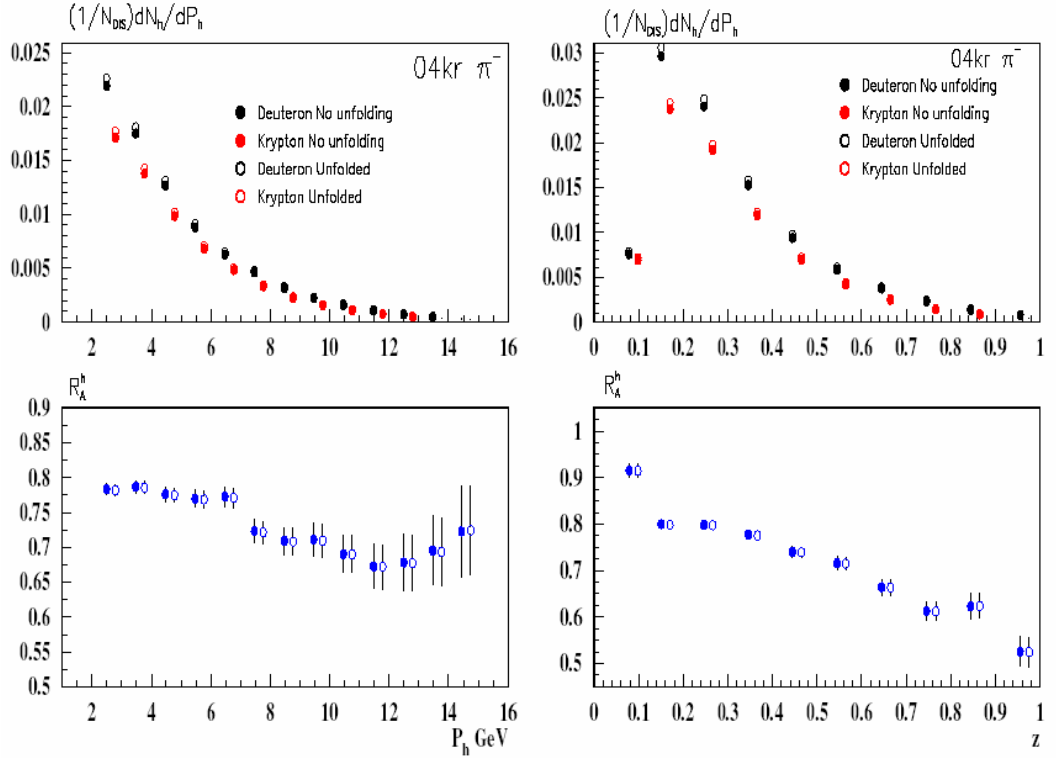 (1/N_DIS)dN_h/dP_h
04kr π⁻
0.025
0.02
0.015
0.01
0.005
0
Deuteron No unfolding
Krypton No unfolding
Deuteron Unfolded
Krypton Unfolded
2 4 6 8 10 12 14 16
(1/N_DIS)dN_h/dP_h
04kr π⁻
0.03
0.025
0.02
0.015
0.01
0.005
0
Deuteron No unfolding
Krypton No unfolding
Deuteron Unfolded
Krypton Unfolded
0 0.1 0.2 0.3 0.4 0.5 0.6 0.7 0.8 0.9 1
R_A^h
0.9
0.85
0.8
0.75
0.7
0.65
0.6
0.55
0.5
2 4 6 8 10 12 14 16
P_h GeV
R_A^h
1
0.9
0.8
0.7
0.6
0.5
0 0.1 0.2 0.3 0.4 0.5 0.6 0.7 0.8 0.9 1
z